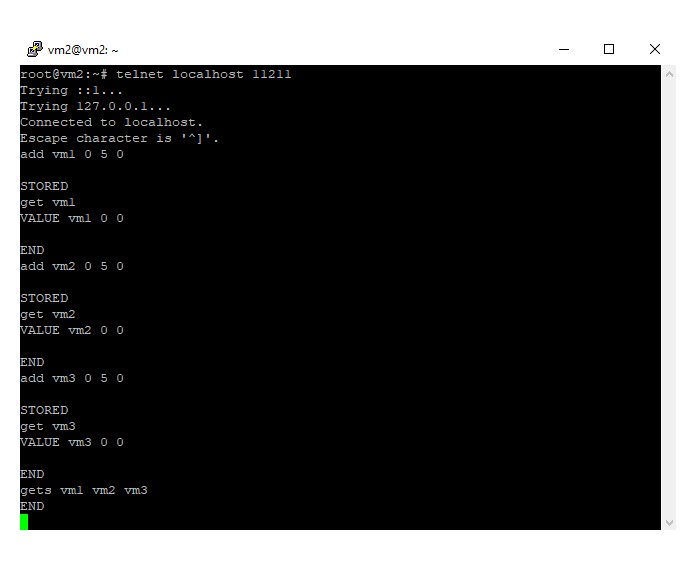 vm2@vm2: ~
root@vm2:~# telnet localhost 11211
Trying ::1...
Trying 127.0.0.1...
Connected to localhost.
Escape character is '^]'.
add vm1 0 5 0
STORED
get vm1
VALUE vm1 0 0
END
add vm2 0 5 0
STORED
get vm2
VALUE vm2 0 0
END
add vm3 0 5 0
STORED
get vm3
VALUE vm3 0 0
END
gets vm1 vm2 vm3
END